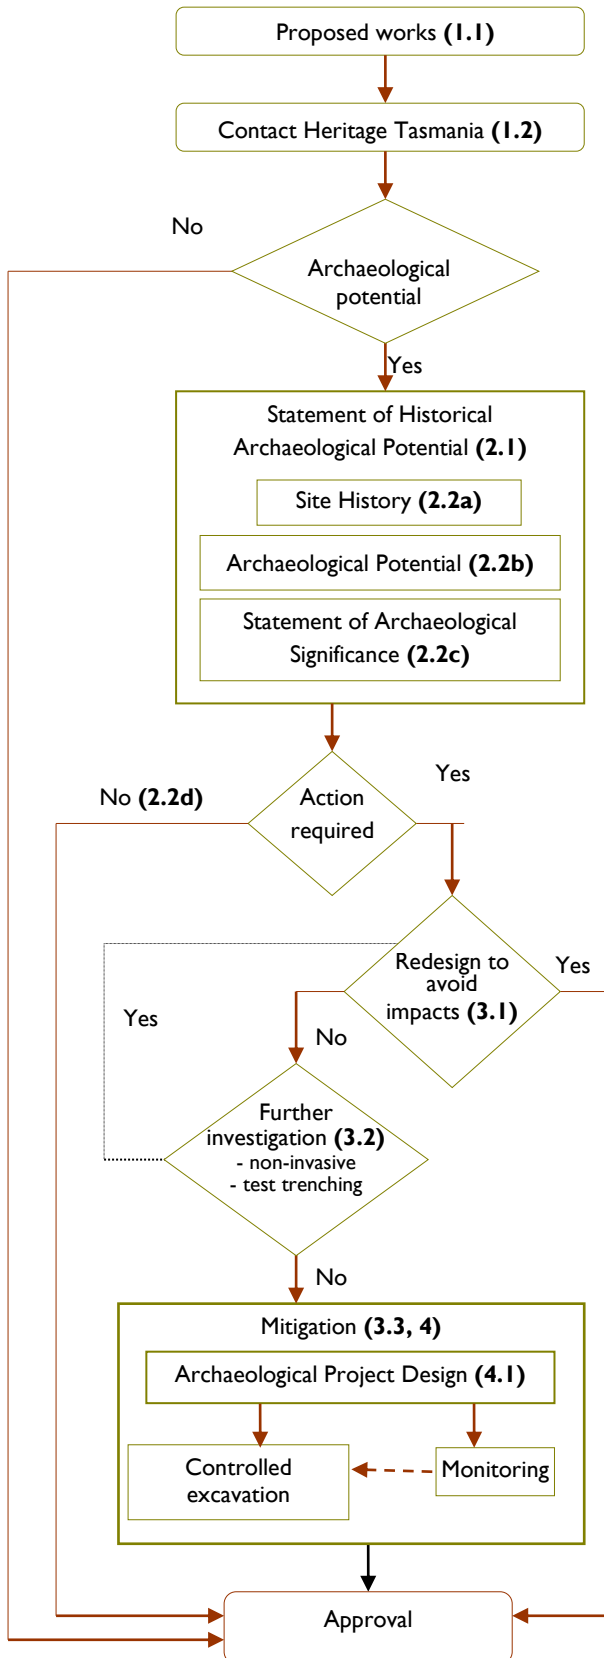 Proposed works (1.1)
Contact Heritage Tasmania (1.2)
No
Archaeological
potential
Yes
Statement of Historical
Archaeological Potential (2.1)
Site History (2.2a)
Archaeological Potential (2.2b)
Statement of Archaeological
Significance (2.2c)
Yes
No (2.2d)
Action
required
Redesign to
avoid
impacts (3.1)
Yes
Yes
No
Further
investigation (3.2)
- non-invasive
- test trenching
No
Mitigation (3.3, 4)
Archaeological Project Design (4.1)
Controlled
excavation
Monitoring
Approval